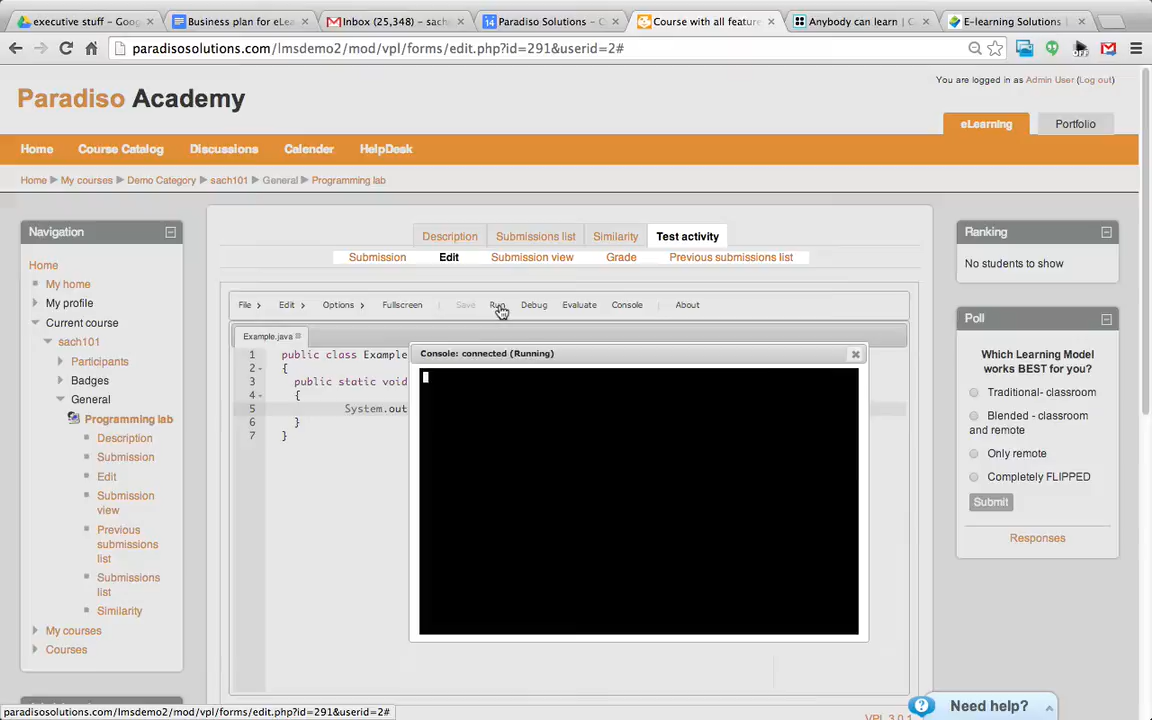 executive stuff – Goog
Business plan for eLea
Inbox (25,348) – sach
Paradiso Solutions – C
Course with all feature
Anybody can learn | C
E-learning Solutions |
paradisosolutions.com/lmsdemo2/mod/vpl/forms/edit.php?id=291&userid=2#
OFF
You are logged in as Admin User (Log out)
Paradiso Academy
eLearning
Portfolio
Home
Course Catalog
Discussions
Calender
HelpDesk
Home ▶ My courses ▶ Demo Category ▶ sach101 ▶ General ▶ Programming lab
Navigation
Home
My home
My profile
Current course
sach101
Participants
Badges
General
Programming lab
Description
Submission
Edit
Submission
view
Previous
submissions
list
Submissions
list
Similarity
My courses
Courses
Description
Submissions list
Similarity
Test activity
Submission
Edit
Submission view
Grade
Previous submissions list
File
Edit
Options
Fullscreen
Save
Run
Debug
Evaluate
Console
About
Example.java
1 public class Example
2 {
3 public static void
4 {
5 System.out
6 }
7 }
Console: connected (Running)
Ranking
No students to show
Poll
Which Learning Model
works BEST for you?
Traditional- classroom
Blended - classroom
and remote
Only remote
Completely FLIPPED
Submit
Responses
paradisosolutions.com/lmsdemo2/mod/vpl/forms/edit.php?id=291&userid=2#
VPL 3.0.1
Need help?